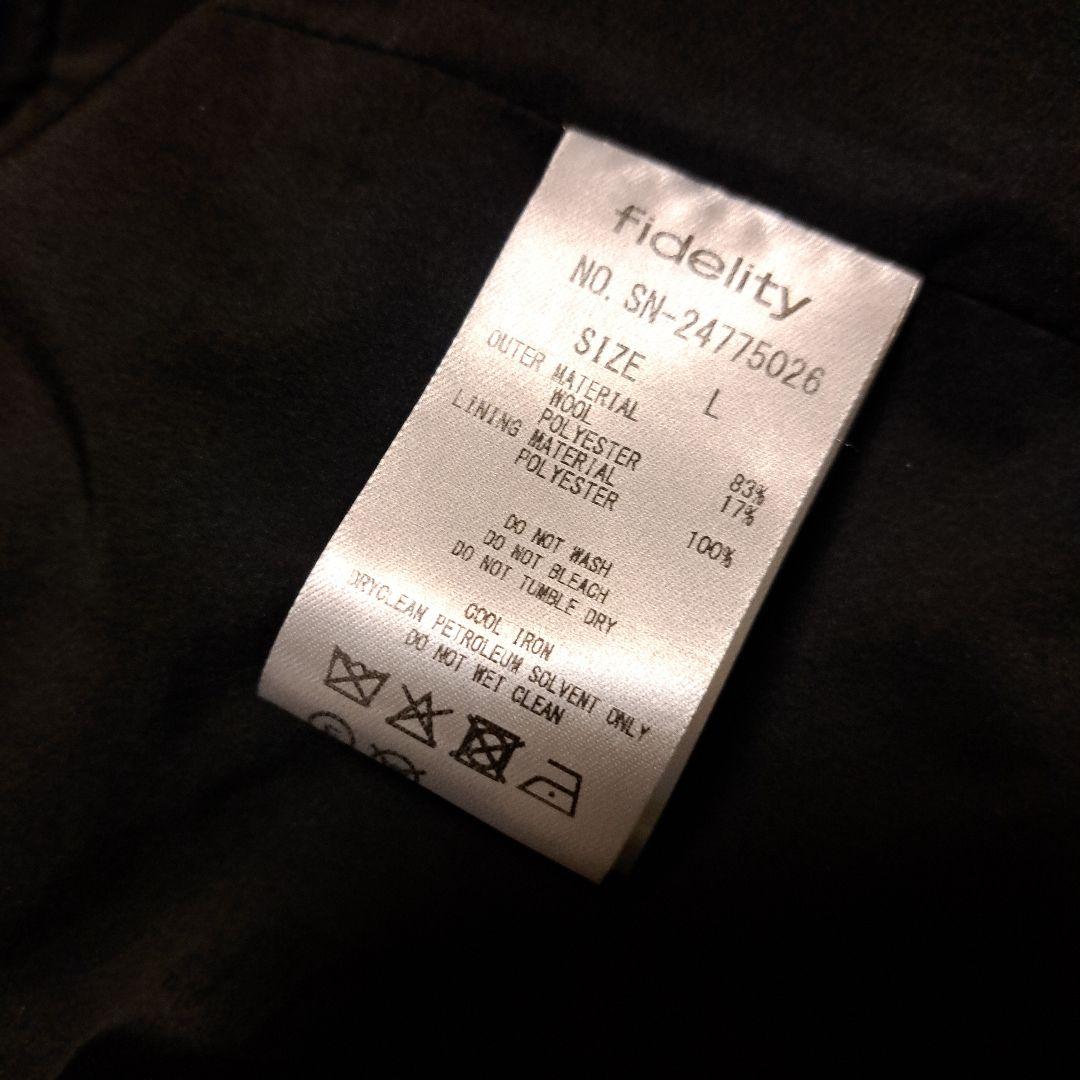 fidelity
NO. SN-24775026
SIZE L
OUTER MATERIAL
WOOL 83%
POLYESTER 17%
LINING MATERIAL
POLYESTER 100%
DO NOT WASH
DO NOT BLEACH
DO NOT TUMBLE DRY
COOL IRON
DRYCLEAN PETROLEUM SOLVENT ONLY
DO NOT WET CLEAN